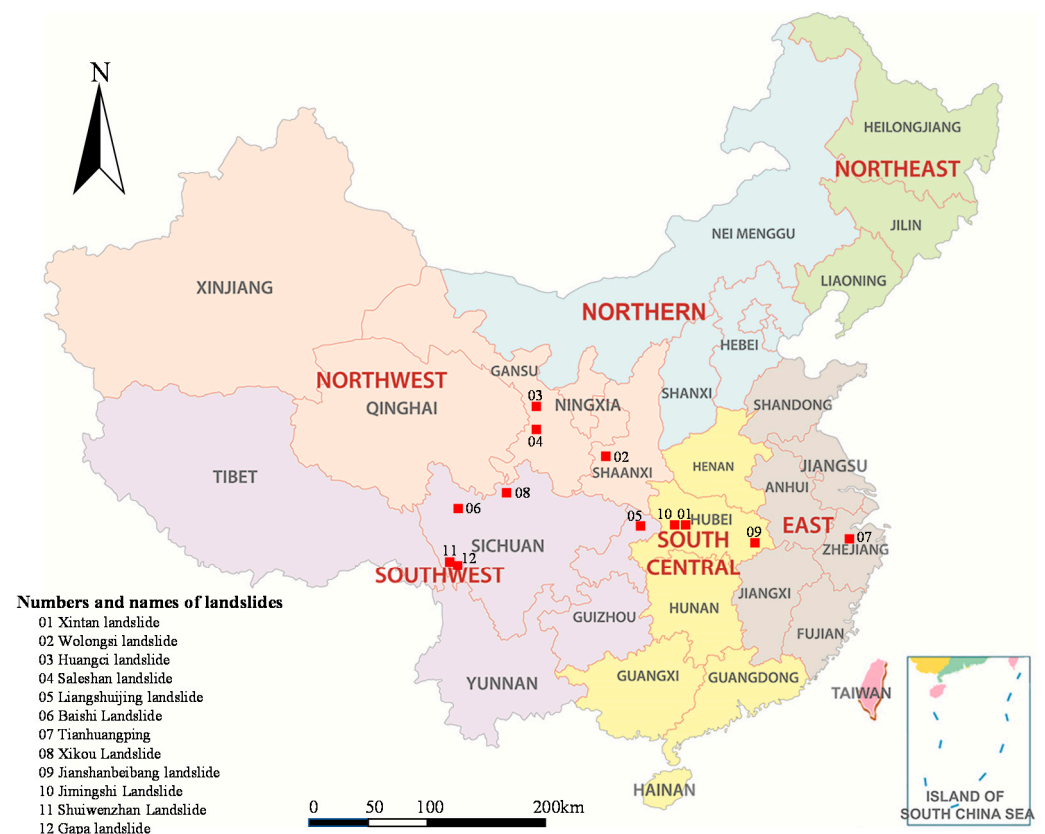 N
HEILONGJIANG
NORTHEAST
JILIN
NEI MENGGU
LIAONING
XINJIANG
NORTHERN
HEBEI
GANSU
NORTHWEST
QINGHAI
03
NINGXIA
SHANXI
SHANDONG
04
02
SHAANXI
HENAN
JIANGSU
TIBET
ANHUI
08
06
05
10 01
HUBEI
EAST
SICHUAN
SOUTH
CENTRAL
09
07
ZHEJIANG
11
12
SOUTHWEST
JIANGXI
HUNAN
GUIZHOU
FUJIAN
Numbers and names of landslides
01 Xintan landslide
02 Wolongsi landslide
03 Huangci landslide
04 Saleshan landslide
05 Liangshuijing landslide
06 Baishi Landslide
07 Tianhuangping
08 Xikou Landslide
09 Jianshanbeibang landslide
10 Jimingshi Landslide
11 Shuiwenzhan Landslide
12 Gapa landslide
YUNNAN
GUANGXI
GUANGDONG
TAIWAN
HAINAN
0 50 100 200km
ISLAND OF
SOUTH CHINA SEA